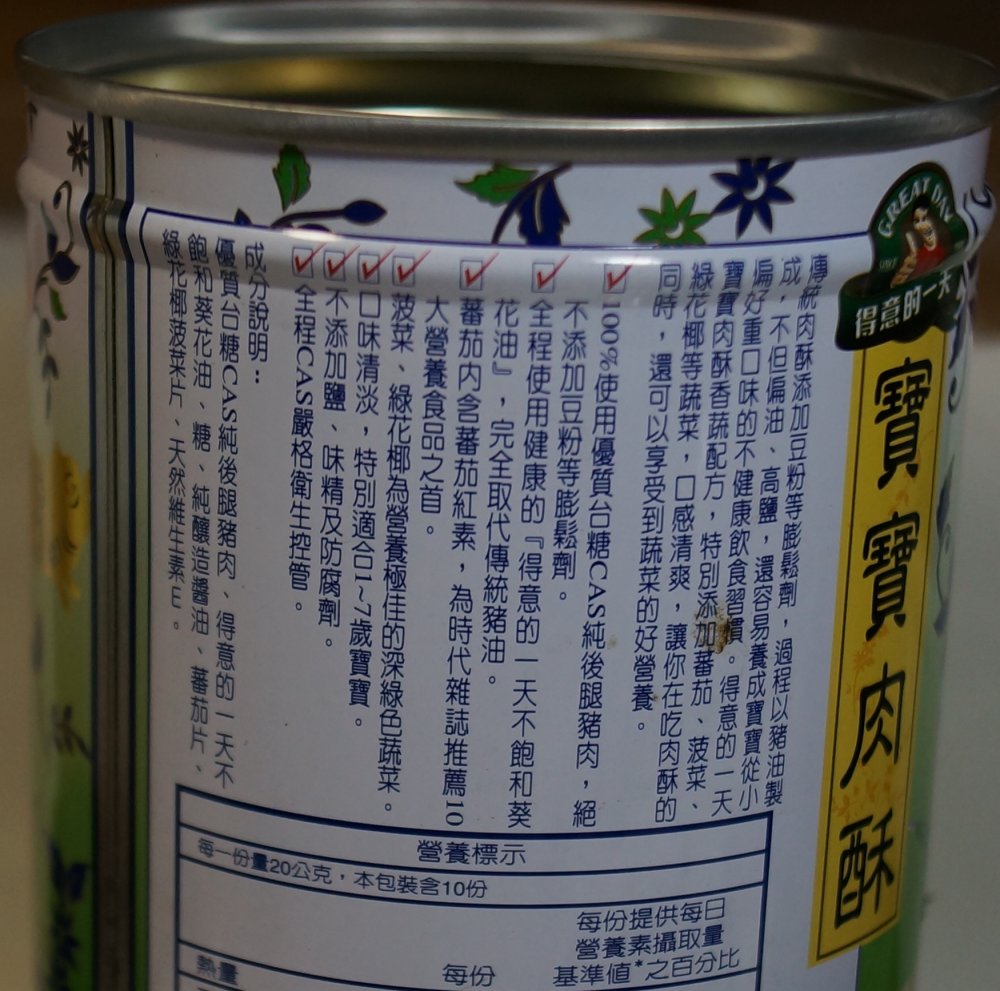 GREAT DAY
得意的一天
寶寶肉酥
傳統肉酥添加豆粉等膨鬆劑，過程以豬油製
成，不但偏油、高鹽，還容易養成寶寶從小
偏好重口味的不健康飲食習慣。得意的一天
寶寶肉酥香蔬配方，特別添加蕃茄、菠菜、
綠花椰等蔬菜，口感清爽，讓你在吃肉酥的
同時，還可以享受到蔬菜的好營養。
100%使用優質台糖CAS純後腿豬肉，絕
不添加豆粉等膨鬆劑。
全程使用健康的『得意的一天不飽和葵
花油』，完全取代傳統豬油。
蕃茄內含蕃茄紅素，為時代雜誌推薦10
大營養食品之首。
菠菜、綠花椰為營養極佳的深綠色蔬菜。
口味清淡，特別適合1~7歲寶寶。
不添加鹽、味精及防腐劑。
全程CAS嚴格衛生控管。
成分說明：
優質台糖CAS純後腿豬肉、得意的一天不
飽和葵花油、糖、純釀造醬油、蕃茄片、
綠花椰菠菜片、天然維生素E。
營養標示
每一份量20公克，本包裝含10份
每份
每份提供每日
營養素攝取量
基準值*之百分比
熱量